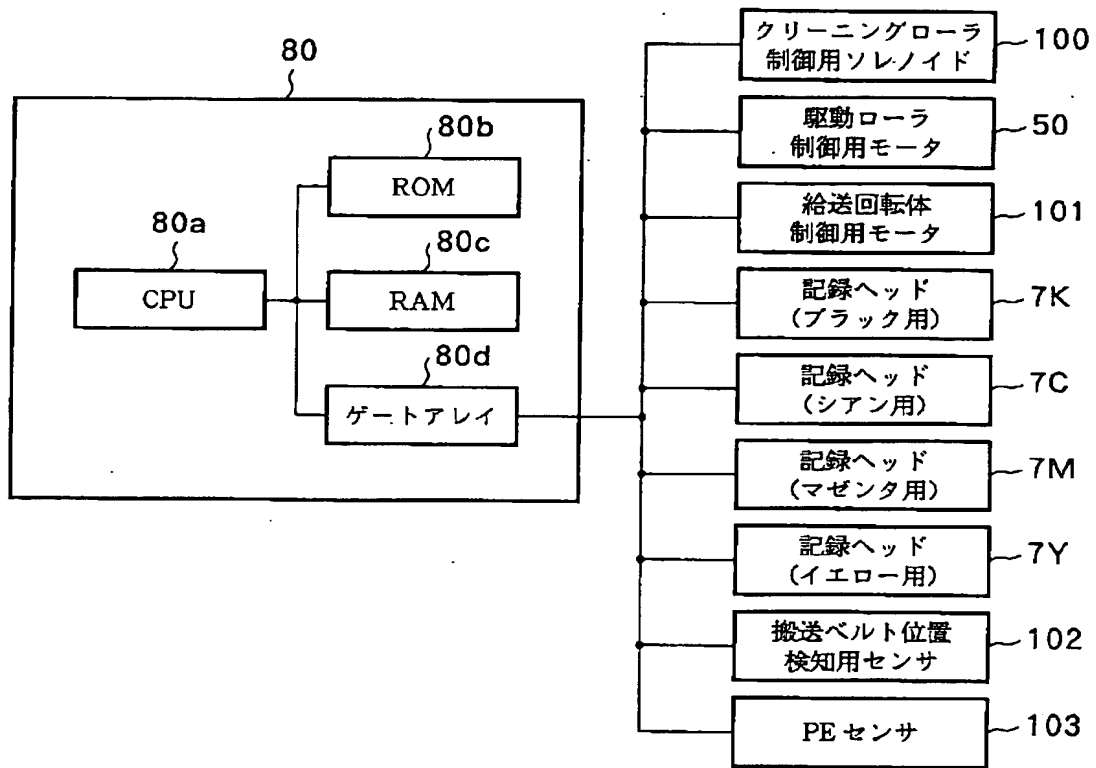 80
80a
CPU
80b
ROM
80c
RAM
80d
ゲートアレイ
クリーニングローラ
制御用ソレノイド
100
駆動ローラ
制御用モータ
50
給送回転体
制御用モータ
101
記録ヘッド
(ブラック用)
7K
記録ヘッド
(シアン用)
7C
記録ヘッド
(マゼンタ用)
7M
記録ヘッド
(イエロー用)
7Y
搬送ベルト位置
検知用センサ
102
PEセンサ
103